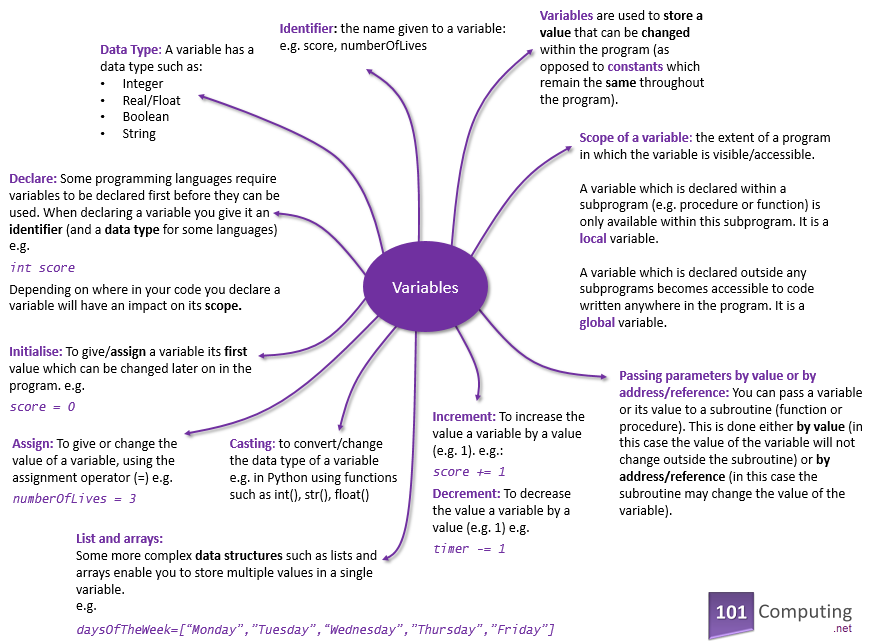 Identifier: the name given to a variable:
e.g. score, numberOfLives
Variables are used to store a
value that can be changed
within the program (as
opposed to constants which
remain the same throughout
the program).
Data Type: A variable has a
data type such as:
• Integer
• Real/Float
• Boolean
• String
Scope of a variable: the extent of a program
in which the variable is visible/accessible.
A variable which is declared within a
subprogram (e.g. procedure or function) is
only available within this subprogram. It is a
local variable.
A variable which is declared outside any
subprograms becomes accessible to code
written anywhere in the program. It is a
global variable.
Declare: Some programming languages require
variables to be declared first before they can be
used. When declaring a variable you give it an
identifier (and a data type for some languages)
e.g.
int score
Depending on where in your code you declare a
variable will have an impact on its scope.
Variables
Initialise: To give/assign a variable its first
value which can be changed later on in the
program. e.g.
score = 0
Passing parameters by value or by
address/reference: You can pass a variable
or its value to a subroutine (function or
procedure). This is done either by value (in
this case the value of the variable will not
change outside the subroutine) or by
address/reference (in this case the
subroutine may change the value of the
variable).
Assign: To give or change the
value of a variable, using the
assignment operator (=) e.g.
numberOfLives = 3
Casting: to convert/change
the data type of a variable
e.g. in Python using functions
such as int(), str(), float()
Increment: To increase the
value a variable by a value
(e.g. 1). e.g.:
score += 1
Decrement: To decrease
the value a variable by a
value (e.g. 1) e.g.
timer -= 1
List and arrays:
Some more complex data structures such as lists and
arrays enable you to store multiple values in a single
variable.
e.g.
daysOfTheWeek=[“Monday”,”Tuesday”,“Wednesday”,”Thursday”,”Friday”]
101 Computing
.net